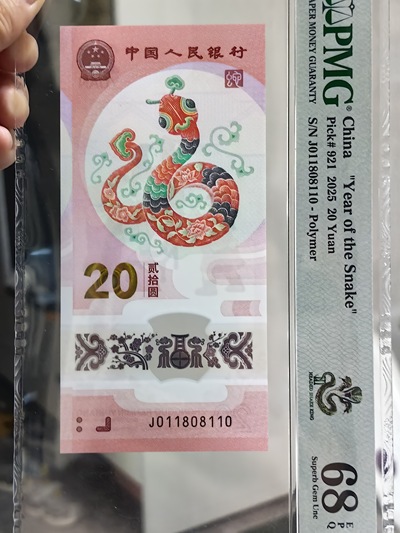 中国人民银行
20
贰拾圆
J011808110
PMG
PAPER MONEY GUARANTY
China "Year of the Snake"
Pick# 921 2025 20 Yuan
S/N J011808110 - Polymer
68 EPQ
Superb Gem Unc